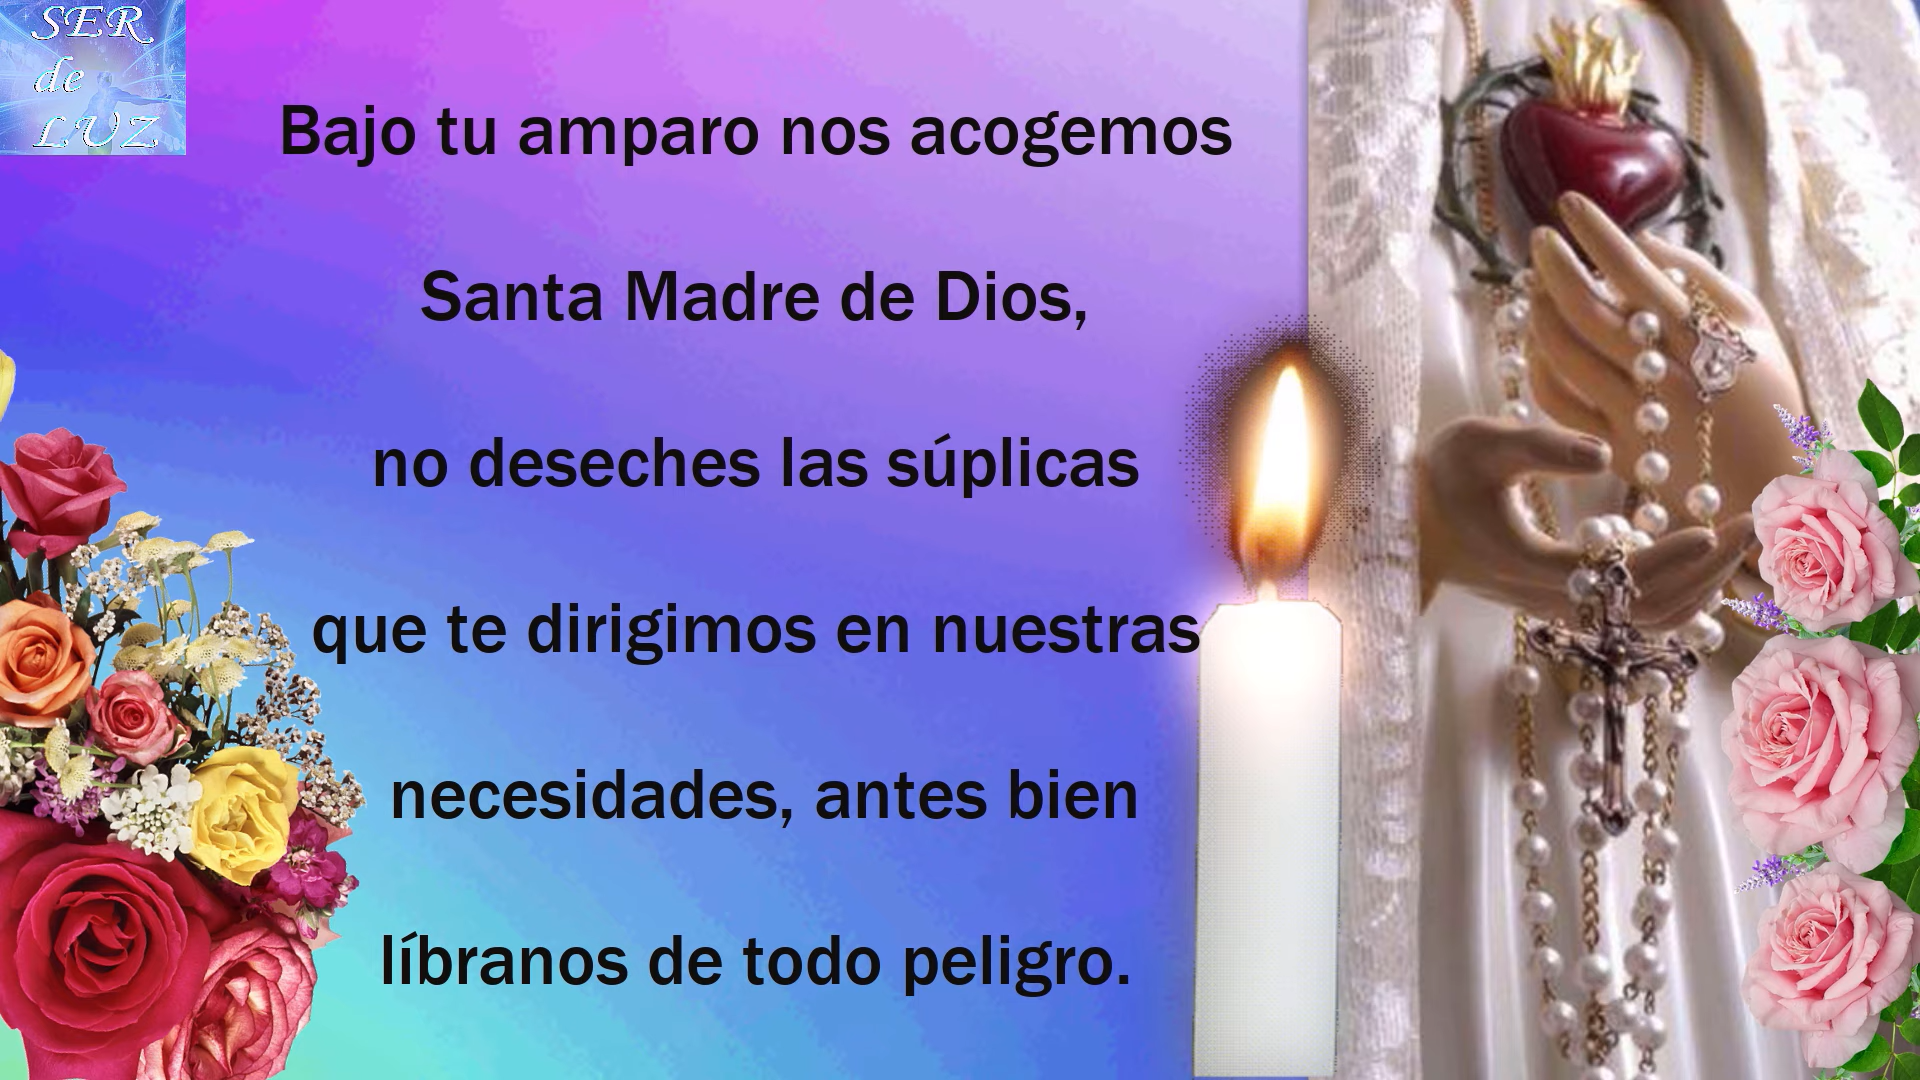 SER
de
LUZ
Bajo tu amparo nos acogemos
Santa Madre de Dios,
no deseches las súplicas
que te dirigimos en nuestras
necesidades, antes bien
líbranos de todo peligro.